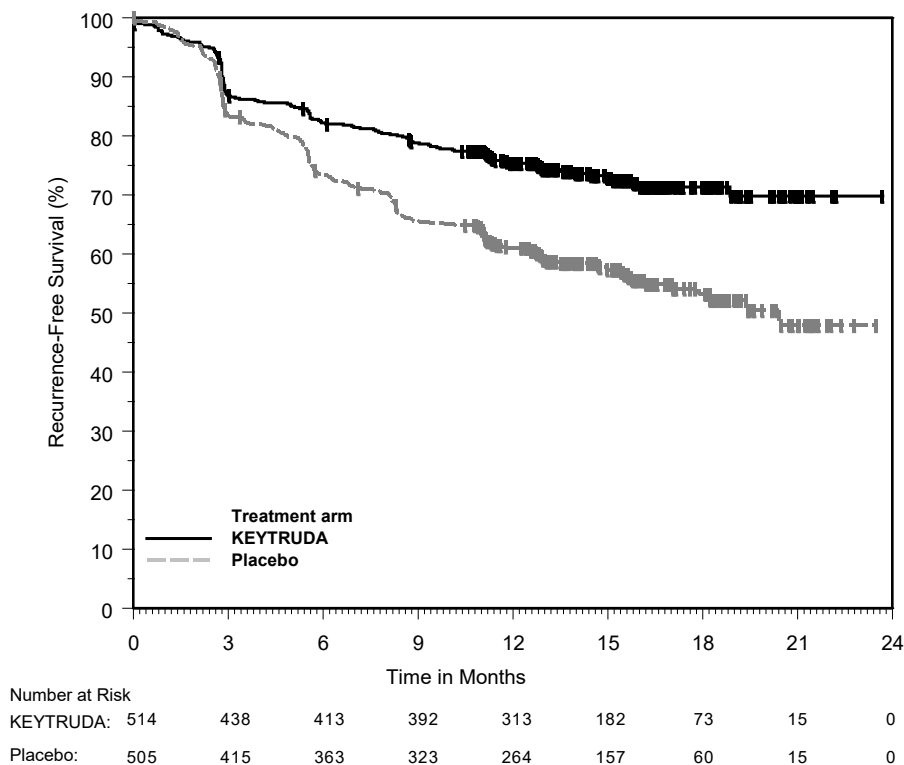 100
90
80
70
60
50
40
30
20
10
0
Recurrence-Free Survival (%)
Treatment arm
KEYTRUDA
Placebo
0 3 6 9 12 15 18 21 24
Time in Months
Number at Risk
KEYTRUDA: 514 438 413 392 313 182 73 15 0
Placebo: 505 415 363 323 264 157 60 15 0